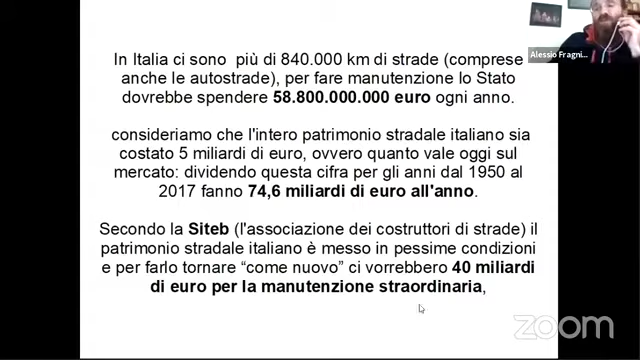 Alessio Fragni...
In Italia ci sono più di 840.000 km di strade (comprese
anche le autostrade), per fare manutenzione lo Stato
dovrebbe spendere 58.800.000.000 euro ogni anno.
consideriamo che l'intero patrimonio stradale italiano sia
costato 5 miliardi di euro, ovvero quanto vale oggi sul
mercato: dividendo questa cifra per gli anni dal 1950 al
2017 fanno 74,6 miliardi di euro all'anno.
Secondo la Siteb (l'associazione dei costruttori di strade) il
patrimonio stradale italiano è messo in pessime condizioni
e per farlo tornare “come nuovo” ci vorrebbero 40 miliardi
di euro per la manutenzione straordinaria,
zoom